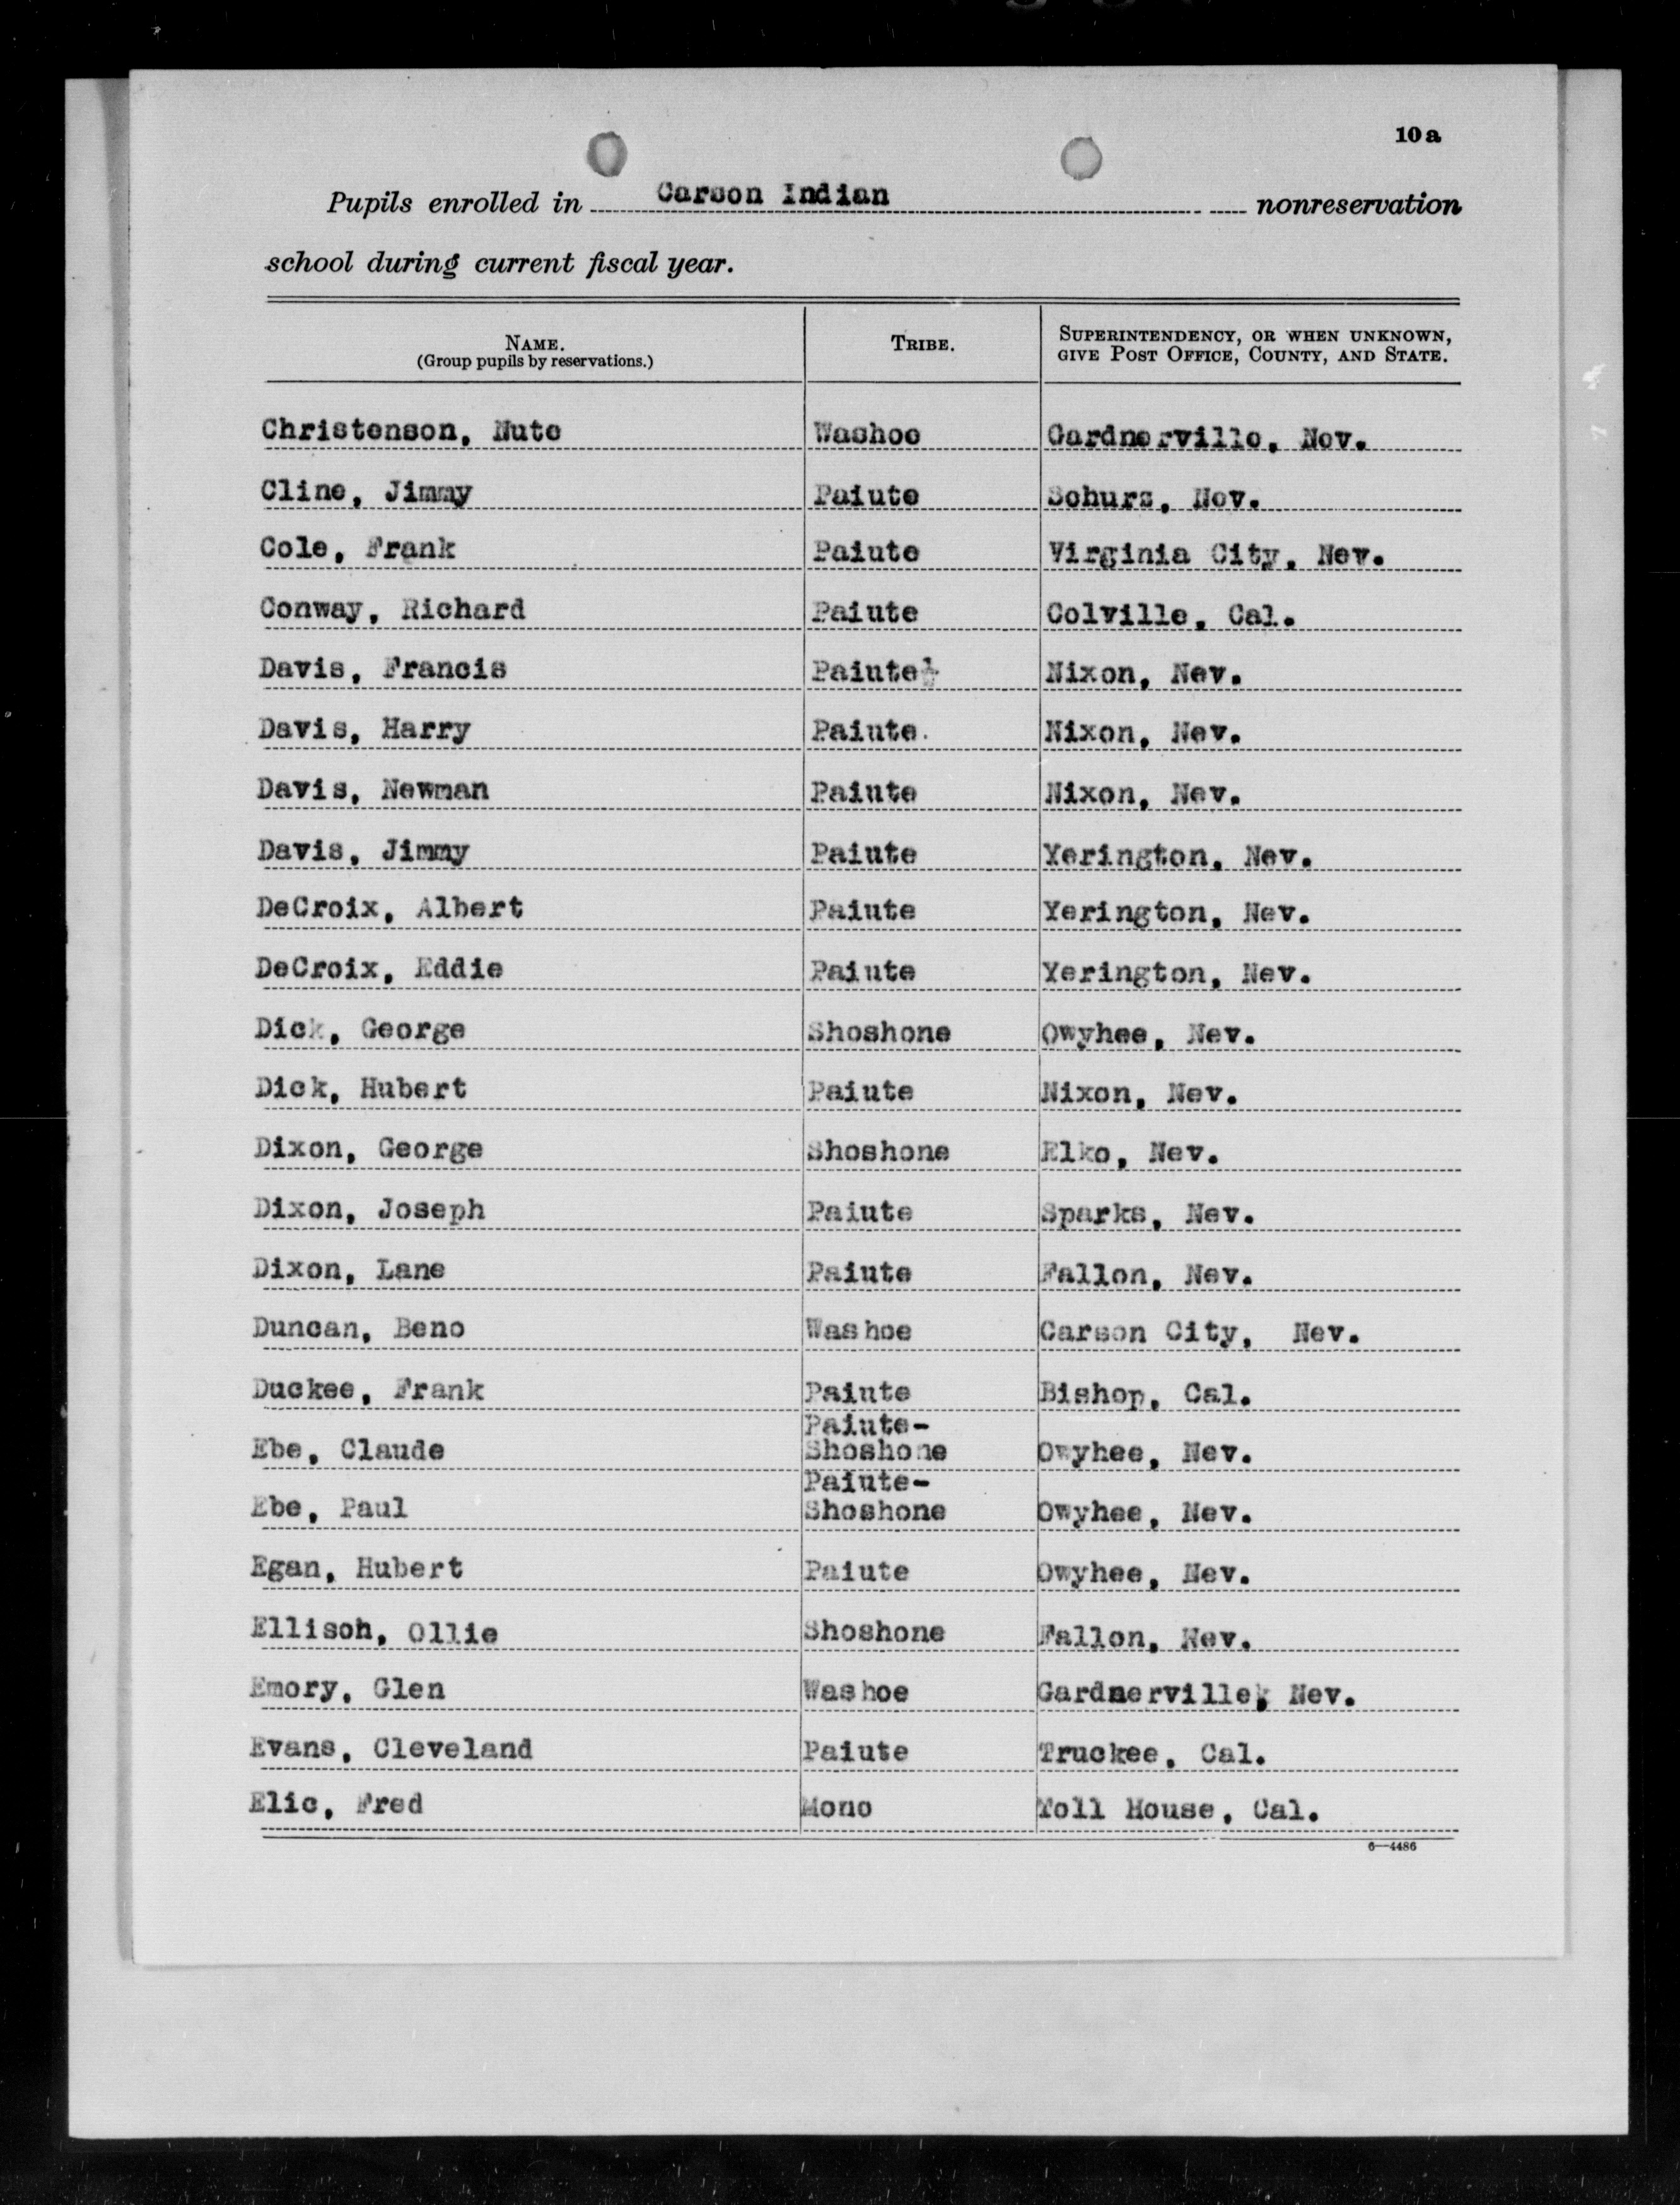 10a
Pupils enrolled in Carson Indian nonreservation
school during current fiscal year.
NAME. TRIBE. SUPERINTENDENCY, OR WHEN UNKNOWN,
(Group pupils by reservations.) GIVE POST OFFICE, COUNTY, AND STATE.
Christenson, Nute Washoe Gardnerville, Nev.
Cline, Jimmy Paiute Schurz, Nev.
Cole, Frank Paiute Virginia City, Nev.
Conway, Richard Paiute Colville, Cal.
Davis, Francis Paiute½ Nixon, Nev.
Davis, Harry Paiute. Nixon, Nev.
Davis, Newman Paiute Nixon, Nev.
Davis, Jimmy Paiute Yerington, Nev.
DeCroix, Albert Paiute Yerington, Nev.
DeCroix, Eddie Paiute Yerington, Nev.
Dick, George Shoshone Owyhee, Nev.
Dick, Hubert Paiute Nixon, Nev.
Dixon, George Shoshone Elko, Nev.
Dixon, Joseph Paiute Sparks, Nev.
Dixon, Lane Paiute Fallon, Nev.
Duncan, Beno Washoe Carson City, Nev.
Duckee, Frank Paiute Bishop, Cal.
Paiute-
Ebe, Claude Shoshone Owyhee, Nev.
Paiute-
Ebe, Paul Shoshone Owyhee, Nev.
Egan, Hubert Paiute Owyhee, Nev.
Ellison, Ollie Shoshone Fallon, Nev.
Emory, Glen Washoe Gardnerville, Nev.
Evans, Cleveland Paiute Truckee, Cal.
Elic, Fred Mono Toll House, Cal.
6—4486